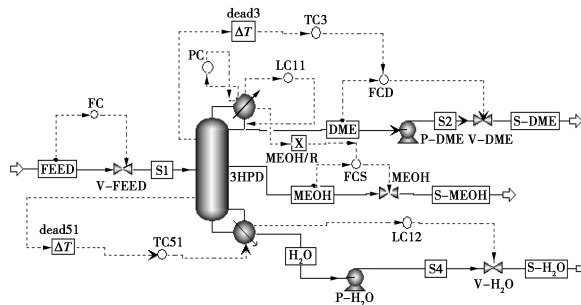 dead3
ΔT
TC3
PC
LC11
FCD
FC
DME
S2
S-DME
P-DME
V-DME
X
MEOH/R
FEED
S1
V-FEED
3HPD
FCS
MEOH
MEOH
S-MEOH
dead51
ΔT
TC51
LC12
H₂O
S4
S-H₂O
P-H₂O
V-H₂O